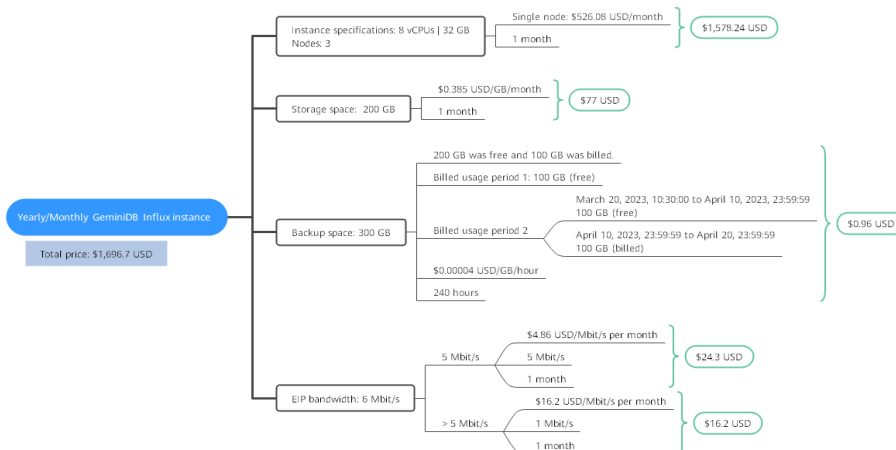 Instance specifications: 8 vCPUs | 32 GB
Nodes: 3
Single node: $526.08 USD/month
1 month
$1,578.24 USD
Storage space: 200 GB
$0.385 USD/GB/month
1 month
$77 USD
Yearly/Monthly GeminiDB Influx instance
Total price: $1,696.7 USD
Backup space: 300 GB
200 GB was free and 100 GB was billed.
Billed usage period 1: 100 GB (free)
Billed usage period 2
March 20, 2023, 10:30:00 to April 10, 2023, 23:59:59
100 GB (free)
April 10, 2023, 23:59:59 to April 20, 23:59:59
100 GB (billed)
$0.00004 USD/GB/hour
240 hours
$0.96 USD
EIP bandwidth: 6 Mbit/s
5 Mbit/s
$4.86 USD/Mbit/s per month
5 Mbit/s
1 month
$24.3 USD
> 5 Mbit/s
$16.2 USD/Mbit/s per month
1 Mbit/s
1 month
$16.2 USD